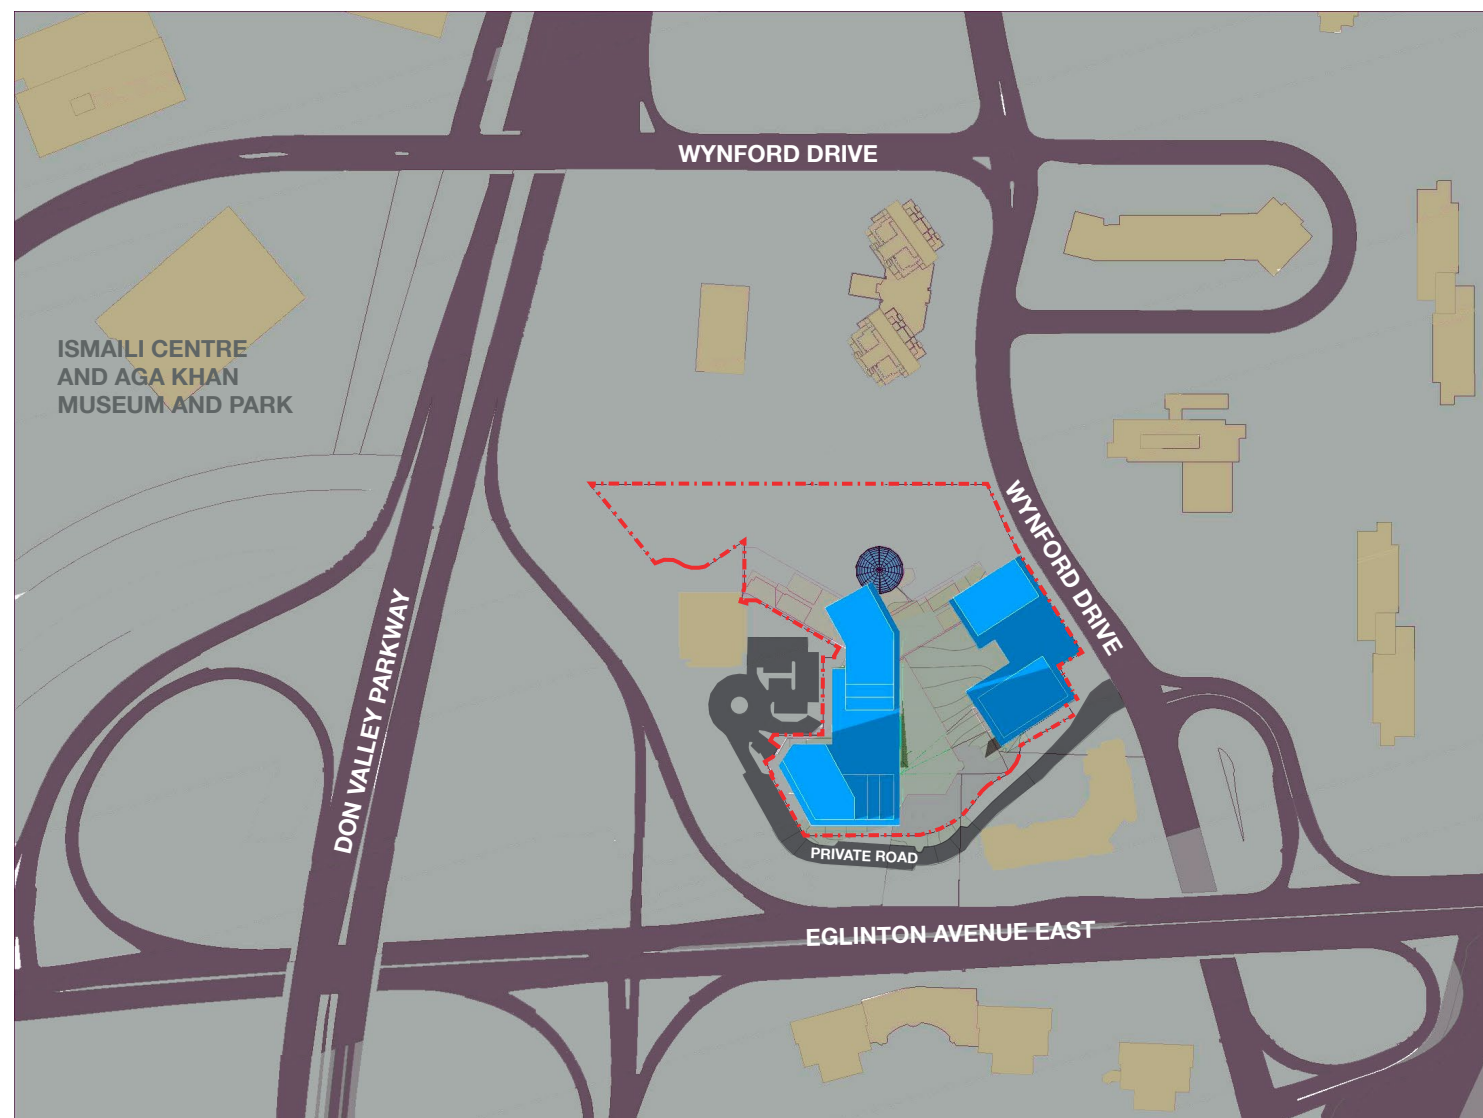 WYNFORD DRIVE
ISMAILI CENTRE
AND AGA KHAN
MUSEUM AND PARK
WYNFORD DRIVE
DON VALLEY PARKWAY
PRIVATE ROAD
EGLINTON AVENUE EAST